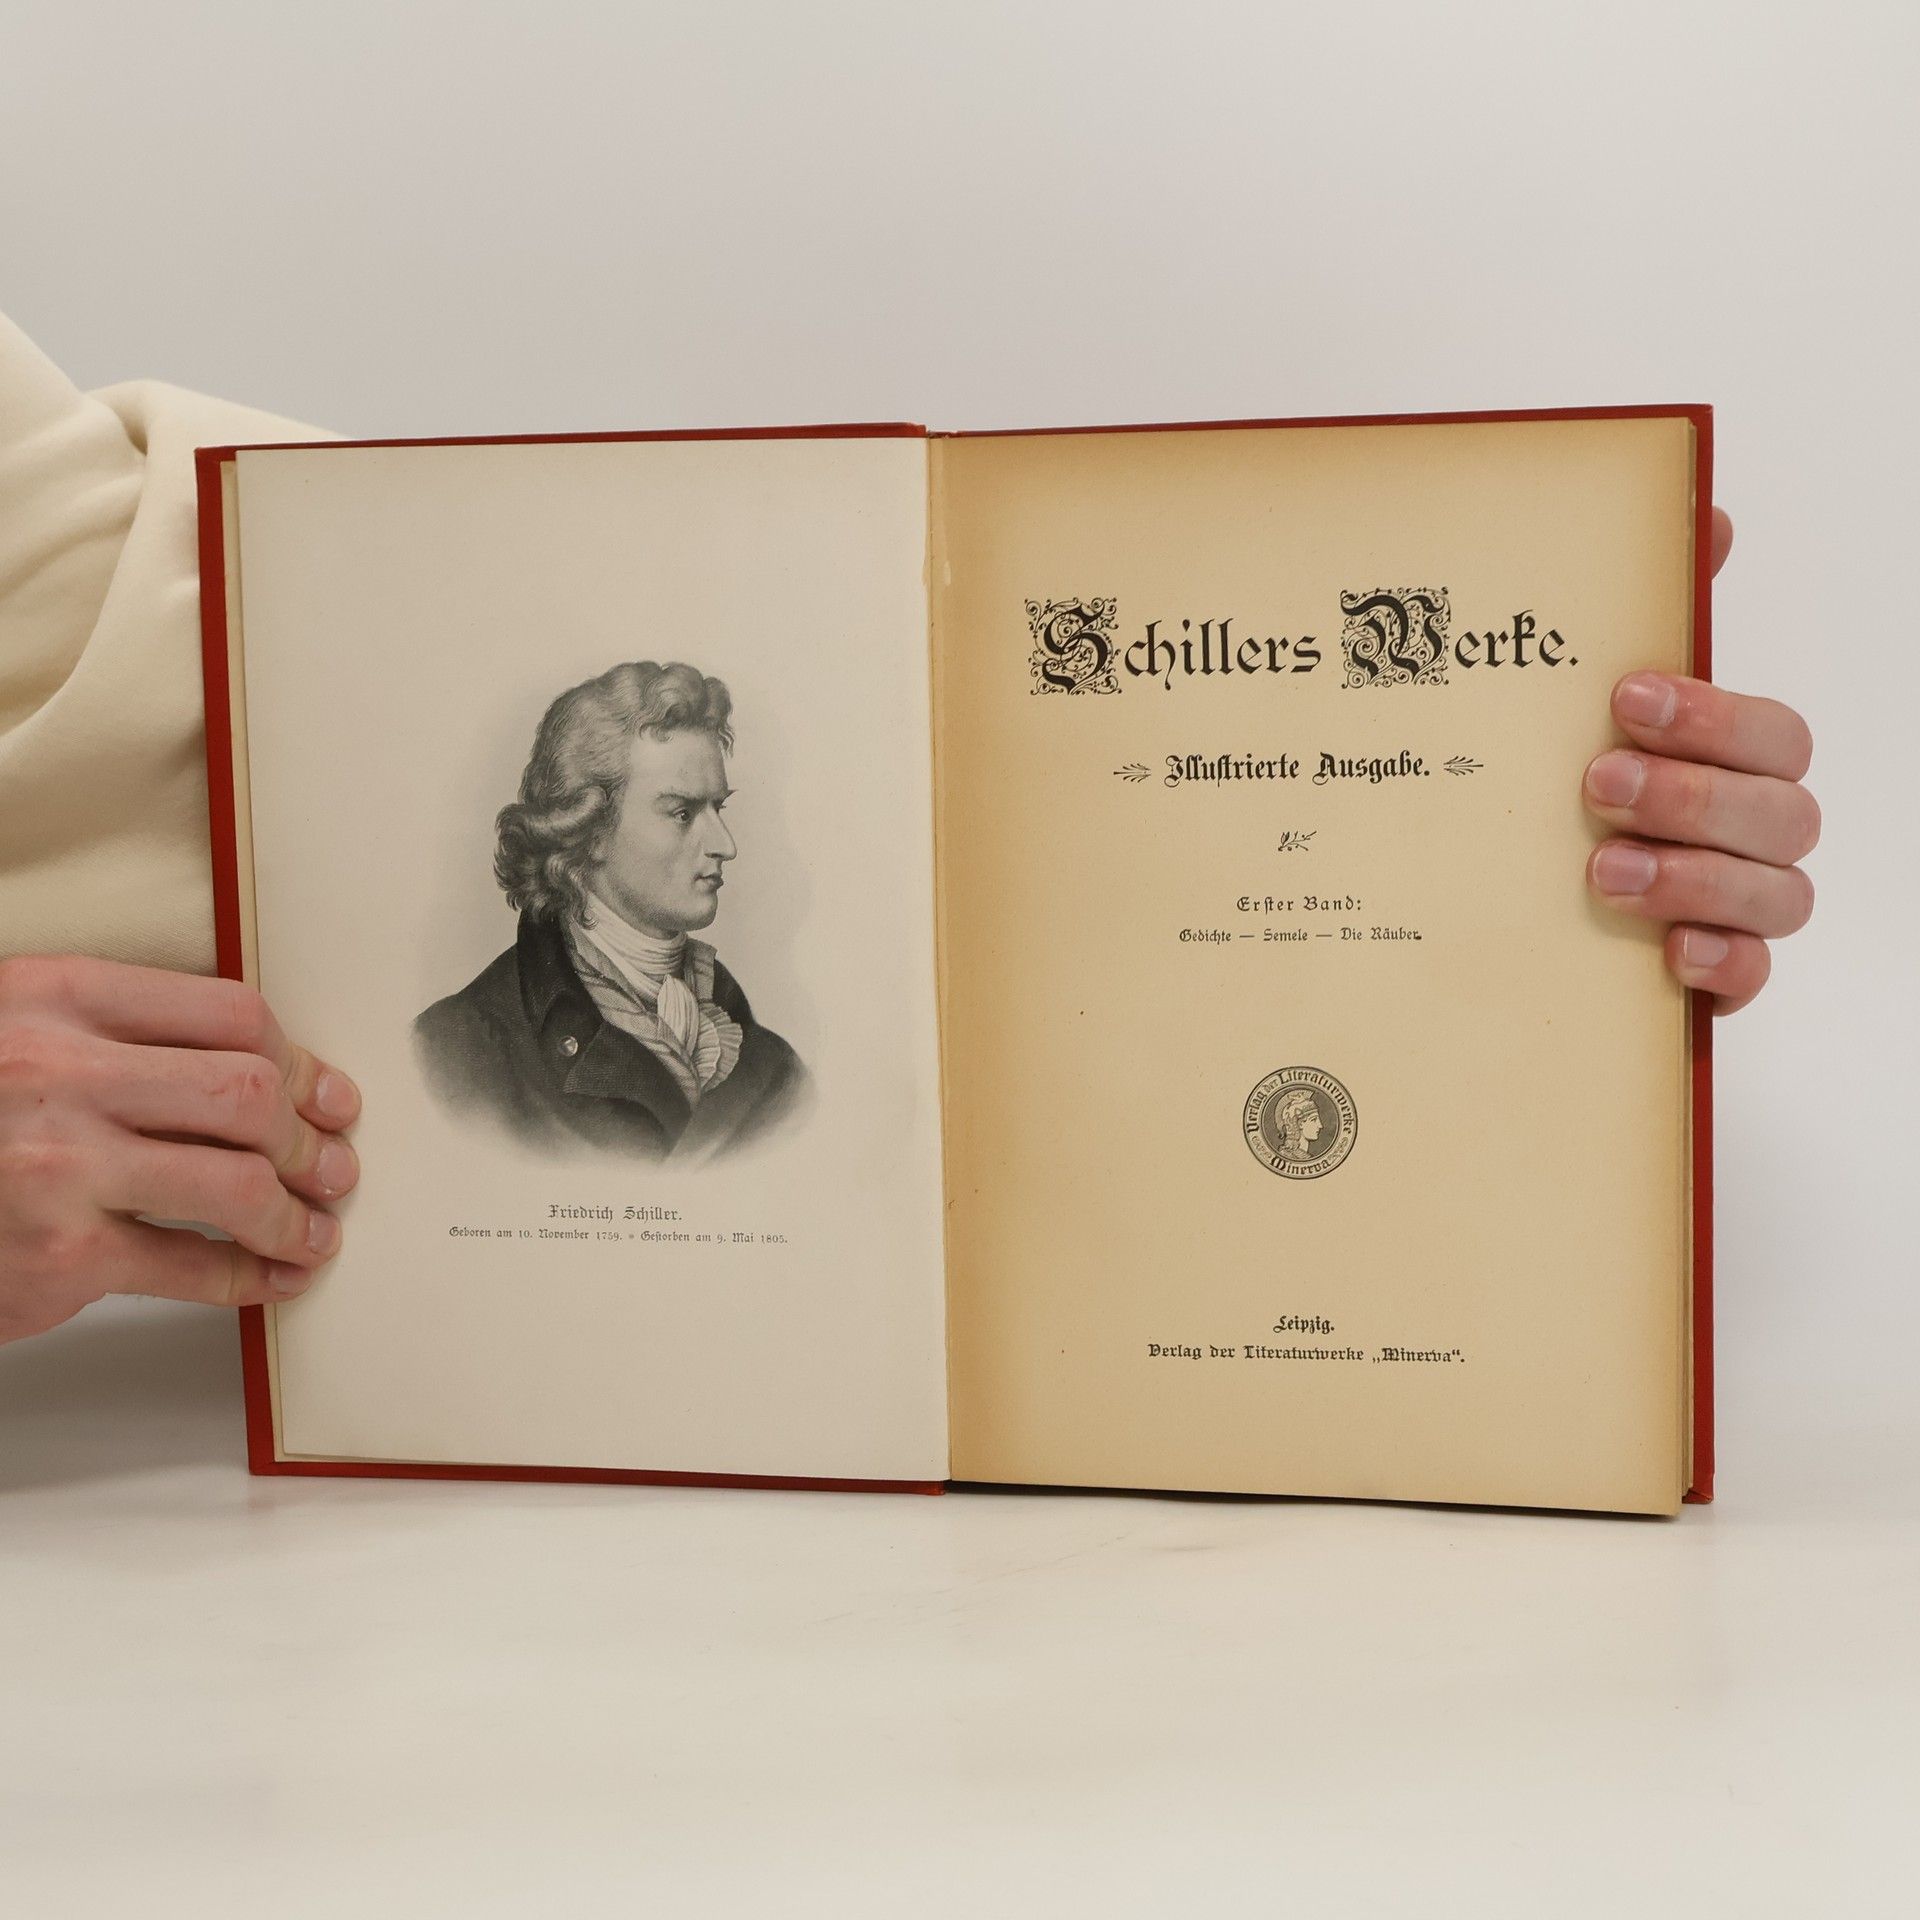 Friedrich Schiller.
Geboren am 10. November 1759. * Gestorben am 9. Mai 1805.
Schillers Werke.
Illustrierte Ausgabe.
Erster Band:
Gedichte — Semele — Die Räuber.
Verlag der Literaturwerke
Minerva
Leipzig.
Verlag der Literaturwerke „Minerva“.